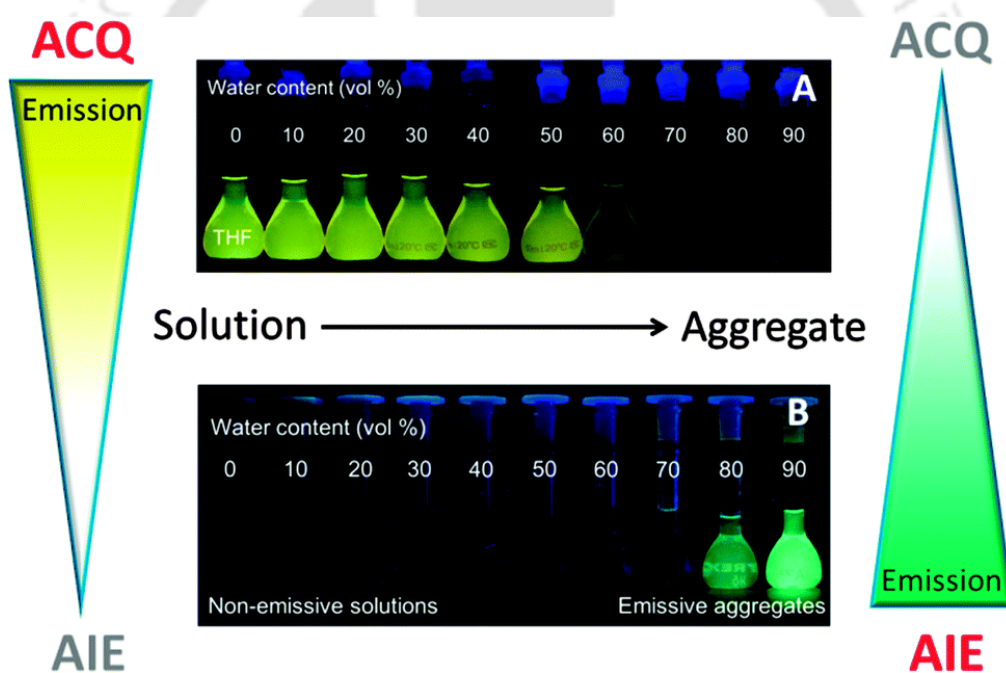 ACQ
Emission
AIE
Water content (vol %)
A
0 10 20 30 40 50 60 70 80 90
THF
Solution
Aggregate
Water content (vol %)
B
0 10 20 30 40 50 60 70 80 90
Non-emissive solutions
Emissive aggregates
ACQ
Emission
AIE